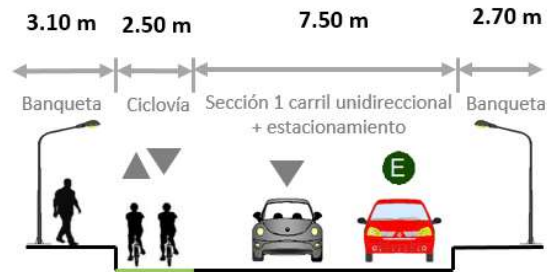 3.10 m 2.50 m 7.50 m 2.70 m
Banqueta Ciclovía Sección 1 carril unidireccional Banqueta
+ estacionamiento
E